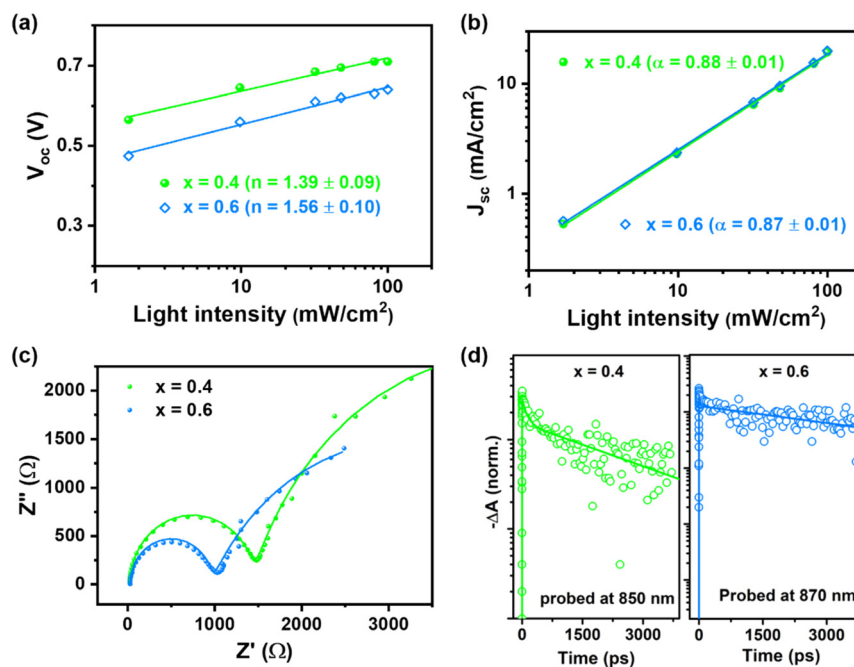 (a)
0.7
0.5
0.3
V_oc (V)
x = 0.4 (n = 1.39 ± 0.09)
x = 0.6 (n = 1.56 ± 0.10)
1 10 100
Light intensity (mW/cm²)
(b)
10
1
J_sc (mA/cm²)
x = 0.4 (α = 0.88 ± 0.01)
x = 0.6 (α = 0.87 ± 0.01)
1 10 100
Light intensity (mW/cm²)
(c)
2000
1500
1000
500
0
Z'' (Ω)
x = 0.4
x = 0.6
0 1000 2000 3000
Z' (Ω)
(d)
-ΔA (norm.)
x = 0.4
probed at 850 nm
0 1500 3000
Time (ps)
x = 0.6
Probed at 870 nm
0 1500 3000
Time (ps)